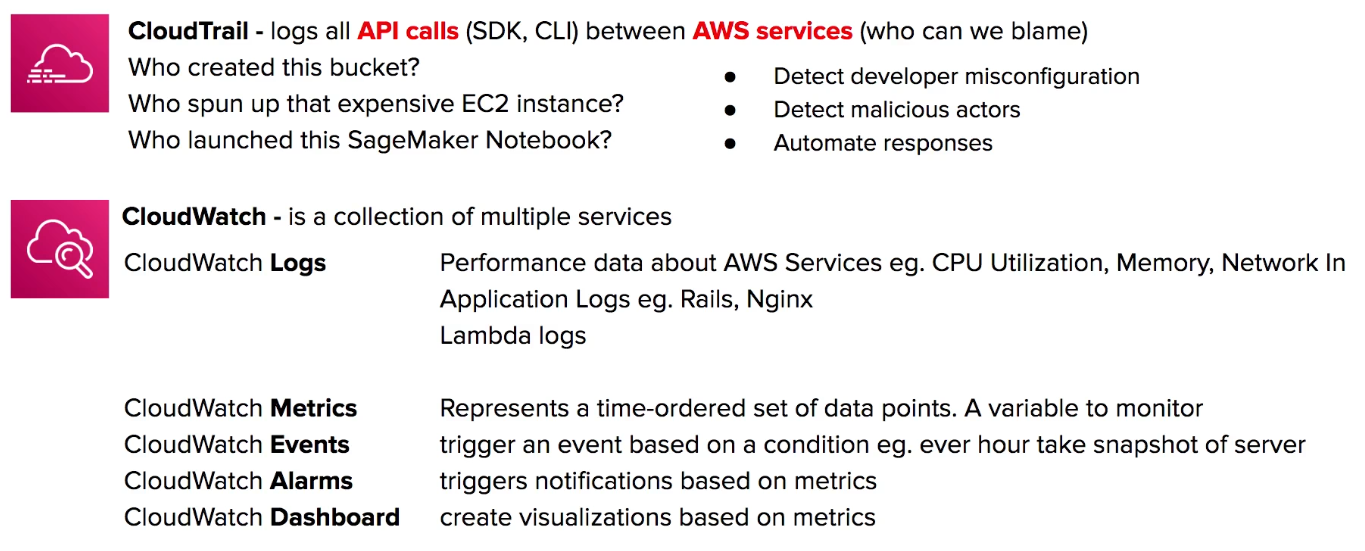 CloudTrail - logs all API calls (SDK, CLI) between AWS services (who can we blame)
Who created this bucket?
Who spun up that expensive EC2 instance?
Who launched this SageMaker Notebook?
● Detect developer misconfiguration
● Detect malicious actors
● Automate responses
CloudWatch - is a collection of multiple services
CloudWatch Logs Performance data about AWS Services eg. CPU Utilization, Memory, Network In
Application Logs eg. Rails, Nginx
Lambda logs
CloudWatch Metrics Represents a time-ordered set of data points. A variable to monitor
CloudWatch Events trigger an event based on a condition eg. ever hour take snapshot of server
CloudWatch Alarms triggers notifications based on metrics
CloudWatch Dashboard create visualizations based on metrics